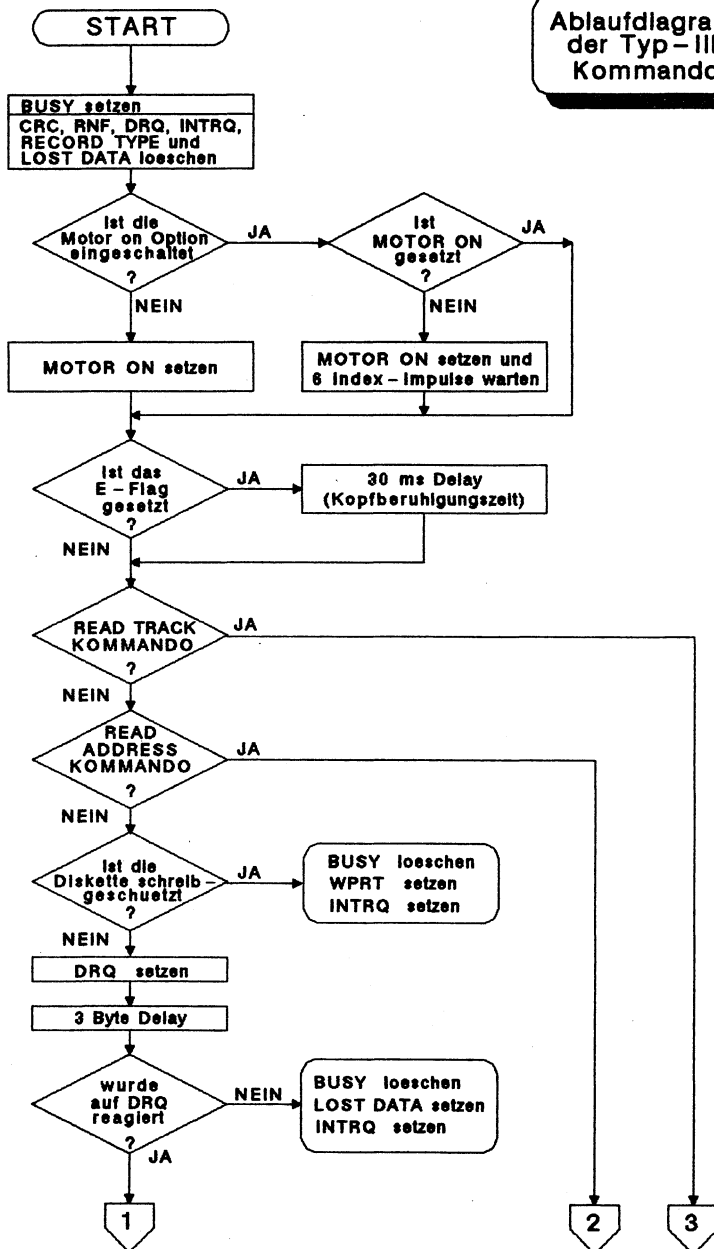 START
Ablaufdiagra
der Typ-III
Kommando
BUSY setzen
CRC, RNF, DRQ, INTRQ,
RECORD TYPE und
LOST DATA loeschen
Ist die
Motor on Option
eingeschaltet
?
JA
NEIN
Ist
MOTOR ON
gesetzt
?
JA
NEIN
MOTOR ON setzen
MOTOR ON setzen und
6 Index-Impulse warten
Ist das
E-Flag
gesetzt
?
JA
NEIN
30 ms Delay
(Kopfberuhigungszeit)
READ TRACK
KOMMANDO
?
JA
NEIN
READ
ADDRESS
KOMMANDO
?
JA
NEIN
Ist die
Diskette schreib-
geschuetzt
?
JA
NEIN
BUSY loeschen
WPRT setzen
INTRQ setzen
DRQ setzen
3 Byte Delay
wurde
auf DRQ
reagiert
?
NEIN
JA
BUSY loeschen
LOST DATA setzen
INTRQ setzen
1
2
3